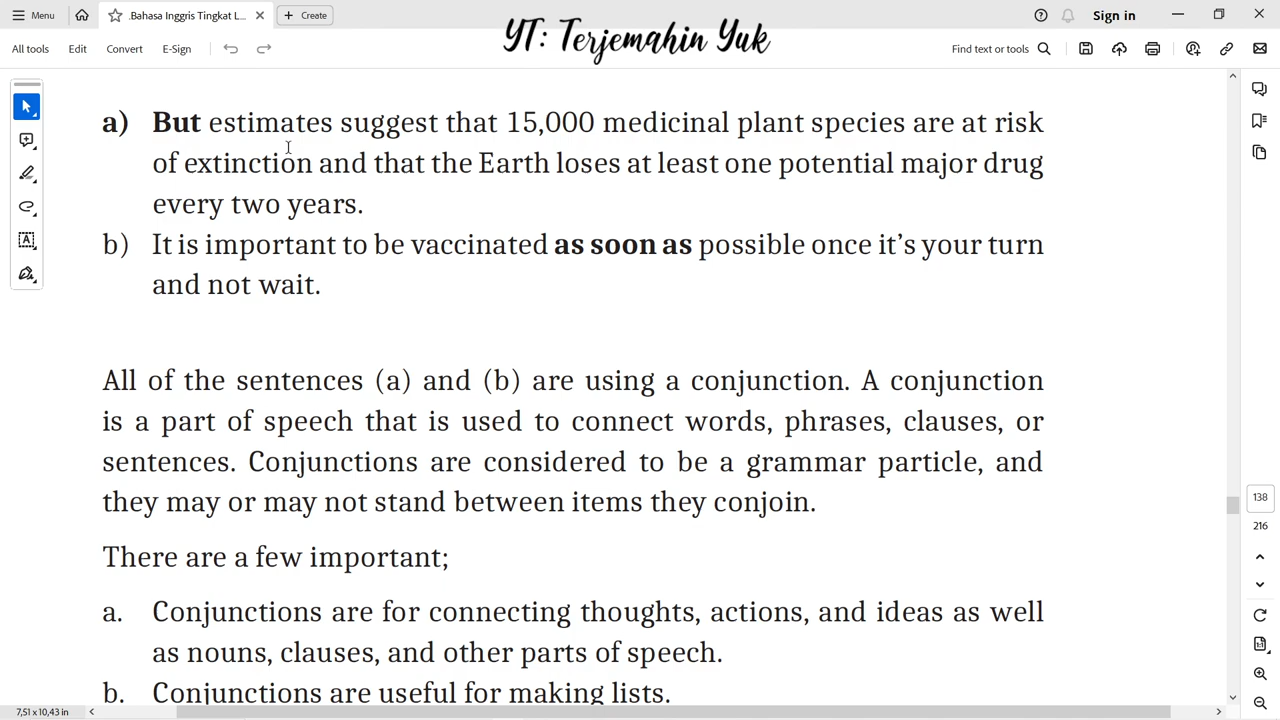 Menu
.Bahasa Inggris Tingkat L...
Create
Sign in
YT: Terjemahin Yuk
All tools
Edit
Convert
E-Sign
Find text or tools
a) But estimates suggest that 15,000 medicinal plant species are at risk
of extinction and that the Earth loses at least one potential major drug
every two years.
b) It is important to be vaccinated as soon as possible once it’s your turn
and not wait.
All of the sentences (a) and (b) are using a conjunction. A conjunction
is a part of speech that is used to connect words, phrases, clauses, or
sentences. Conjunctions are considered to be a grammar particle, and
they may or may not stand between items they conjoin.
There are a few important;
a. Conjunctions are for connecting thoughts, actions, and ideas as well
as nouns, clauses, and other parts of speech.
b. Conjunctions are useful for making lists.
138
216
7,51 x 10,43 in